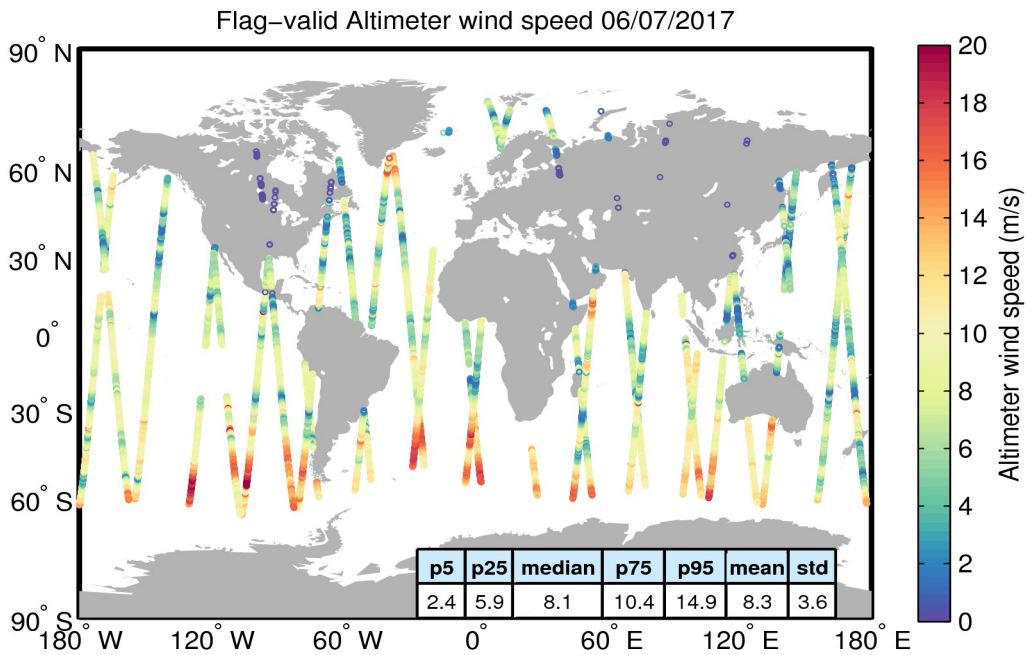 Flag−valid Altimeter wind speed 06/07/2017
90° N
60° N
30° N
0°
30° S
60° S
90° S
180° W
120° W
60° W
0°
60° E
120° E
180° E
p5 p25 median p75 p95 mean std
2.4 5.9 8.1 10.4 14.9 8.3 3.6
20
18
16
14
12
10
8
6
4
2
0
Altimeter wind speed (m/s)